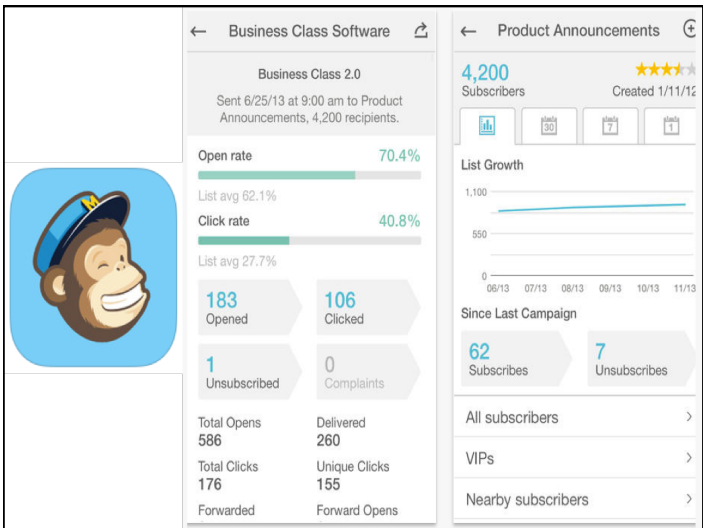 M
Business Class Software
Business Class 2.0
Sent 6/25/13 at 9:00 am to Product
Announcements, 4,200 recipients.
Open rate 70.4%
List avg 62.1%
Click rate 40.8%
List avg 27.7%
183 106
Opened Clicked
1 0
Unsubscribed Complaints
Total Opens Delivered
586 260
Total Clicks Unique Clicks
176 155
Forwarded Forward Opens
Product Announcements
4,200
Subscribers Created 1/11/12
30 7 1
List Growth
1,100
550
0
06/13 07/13 08/13 09/13 10/13 11/13
Since Last Campaign
62 7
Subscribes Unsubscribes
All subscribers
VIPs
Nearby subscribers